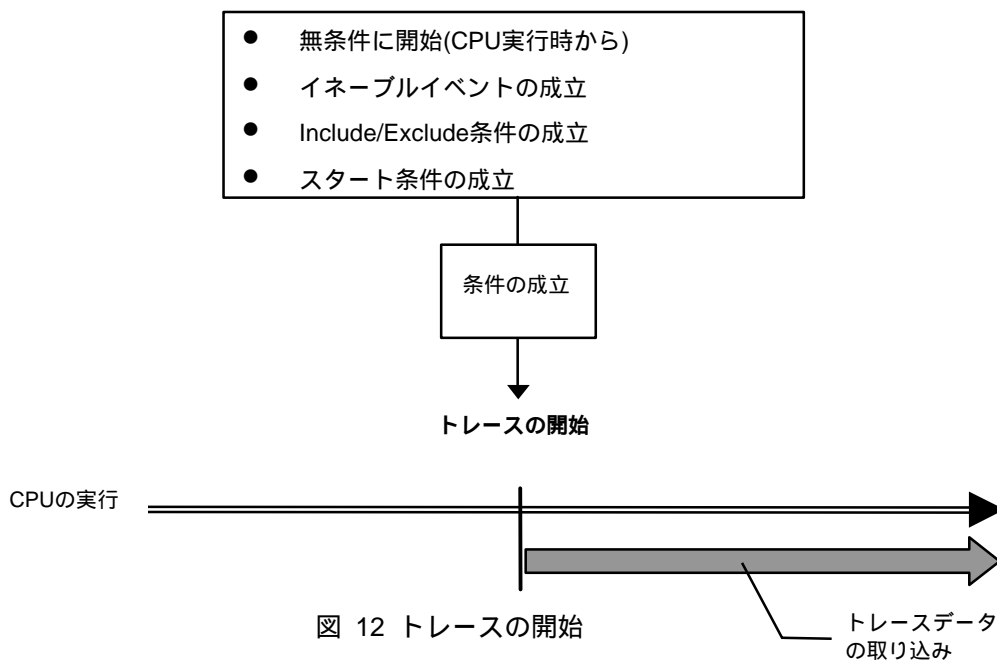 ● 無条件に開始(CPU実行時から)
● イネーブルイベントの成立
● Include/Exclude条件の成立
● スタート条件の成立
条件の成立
トレースの開始
CPUの実行
図 12 トレースの開始
トレースデータ
の取り込み